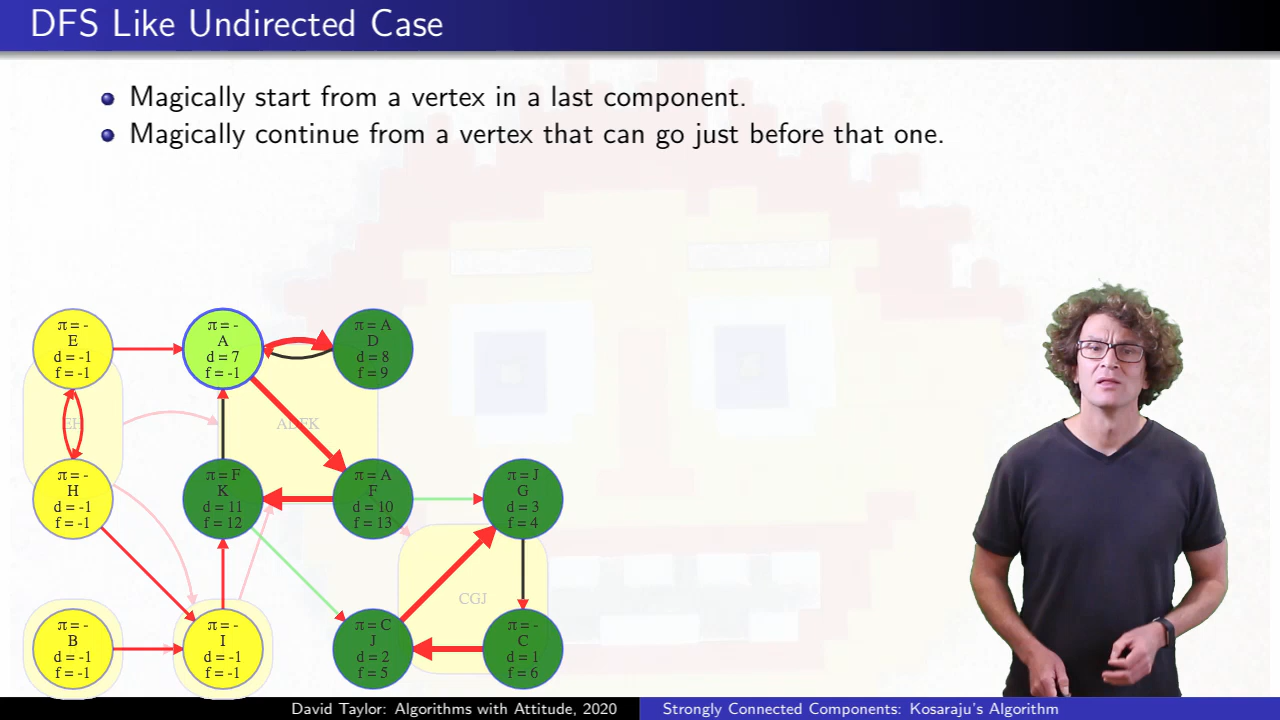 DFS Like Undirected Case
Magically start from a vertex in a last component.
Magically continue from a vertex that can go just before that one.
π = -
E
d = -1
f = -1
π = -
A
d = 7
f = -1
π = A
D
d = 8
f = 9
EH
ADFK
π = -
H
d = -1
f = -1
π = F
K
d = 11
f = 12
π = A
F
d = 10
f = 13
π = J
G
d = 3
f = 4
CGJ
π = -
B
d = -1
f = -1
π = -
I
d = -1
f = -1
π = C
J
d = 2
f = 5
π = -
C
d = 1
f = 6
David Taylor: Algorithms with Attitude, 2020
Strongly Connected Components: Kosaraju's Algorithm